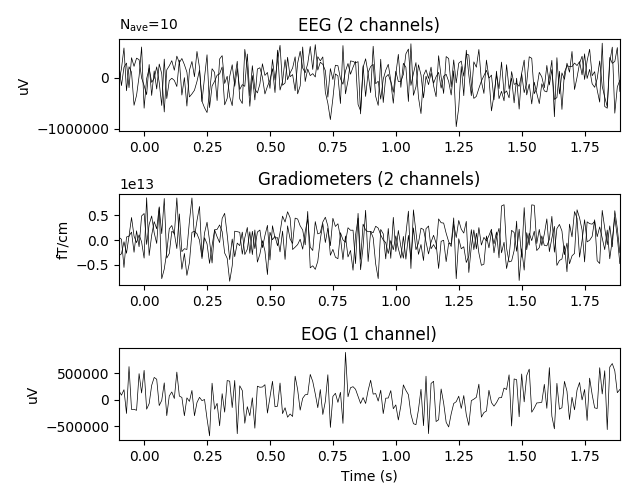 N_ave=10
EEG (2 channels)
uV
0
−1000000
0.00 0.25 0.50 0.75 1.00 1.25 1.50 1.75
1e13
Gradiometers (2 channels)
fT/cm
0.5
0.0
−0.5
0.00 0.25 0.50 0.75 1.00 1.25 1.50 1.75
EOG (1 channel)
uV
500000
0
−500000
0.00 0.25 0.50 0.75 1.00 1.25 1.50 1.75
Time (s)